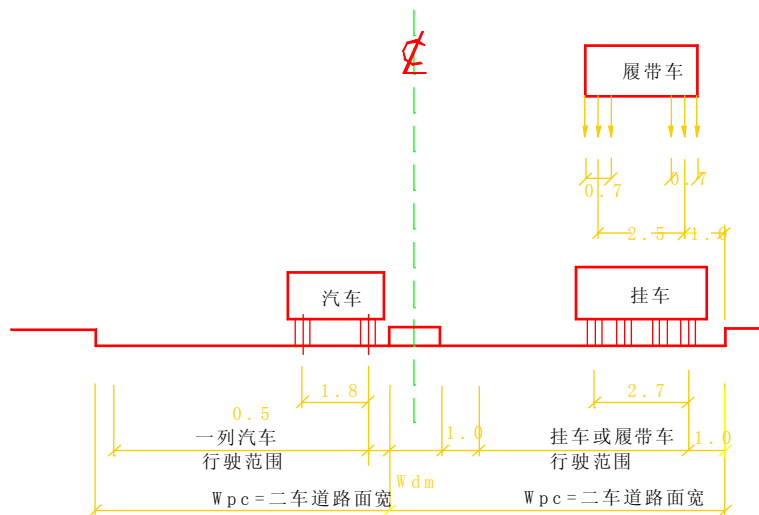 ℄
履带车
0.7
0.7
2.5
1.0
汽车
挂车
1.8
2.7
0.5
1.0
1.0
一列汽车
行驶范围
挂车或履带车
行驶范围
Wdm
Wpc=二车道路面宽
Wpc=二车道路面宽